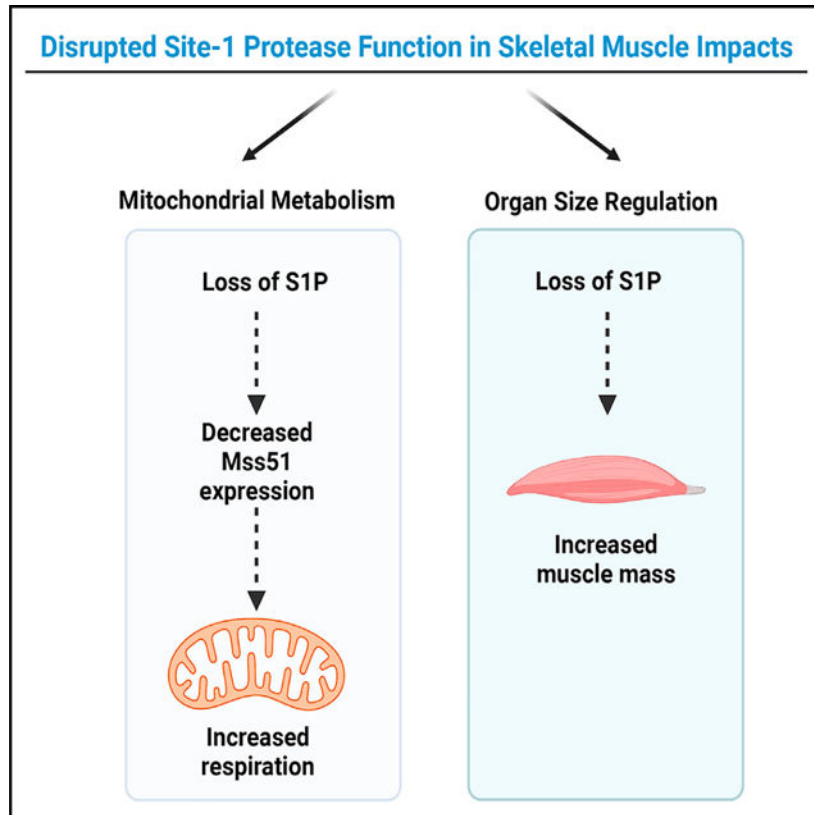 Disrupted Site-1 Protease Function in Skeletal Muscle Impacts
Mitochondrial Metabolism
Loss of S1P
Decreased
Mss51
expression
Increased
respiration
Organ Size Regulation
Loss of S1P
Increased
muscle mass